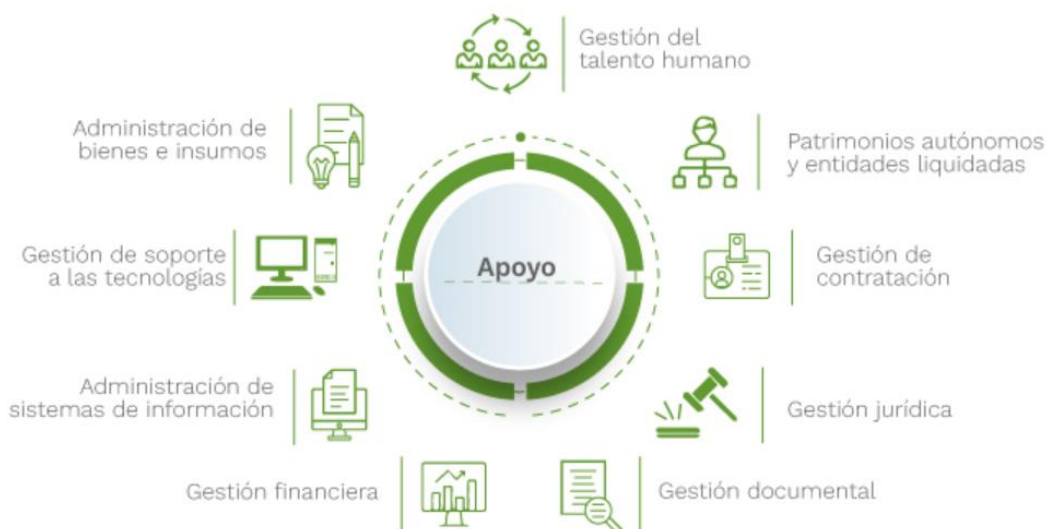 Gestión del
talento humano
Administración de
bienes e insumos
Patrimonios autónomos
y entidades liquidadas
Gestión de soporte
a las tecnologías
Apoyo
Gestión de
contratación
Administración de
sistemas de información
Gestión jurídica
Gestión financiera
Gestión documental